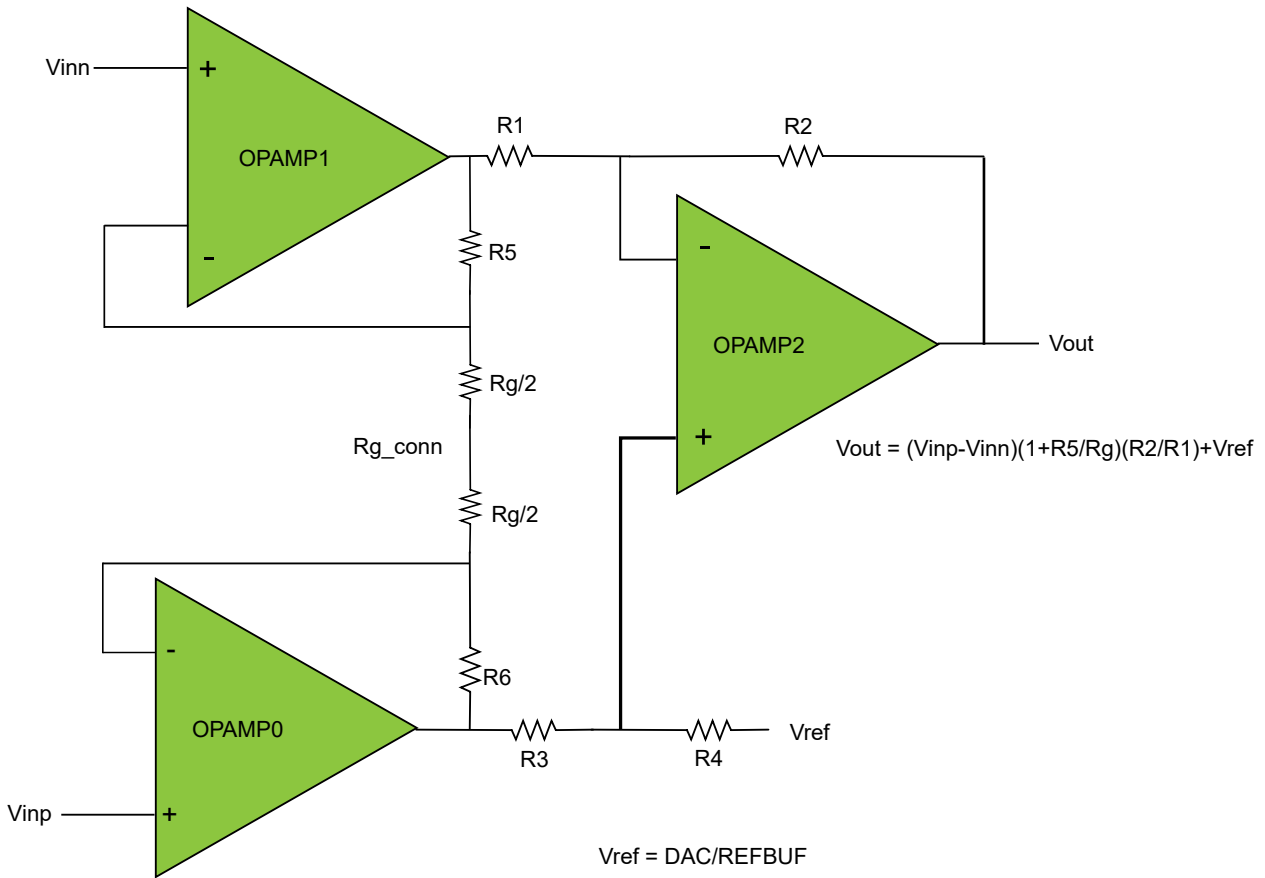 Vinn
+
OPAMP1
-
R1
R2
R5
-
OPAMP2
+
Vout
Rg/2
Rg_conn
Vout = (Vinp-Vinn)(1+R5/Rg)(R2/R1)+Vref
Rg/2
-
OPAMP0
+
Vinp
R6
R3
R4
Vref
Vref = DAC/REFBUF